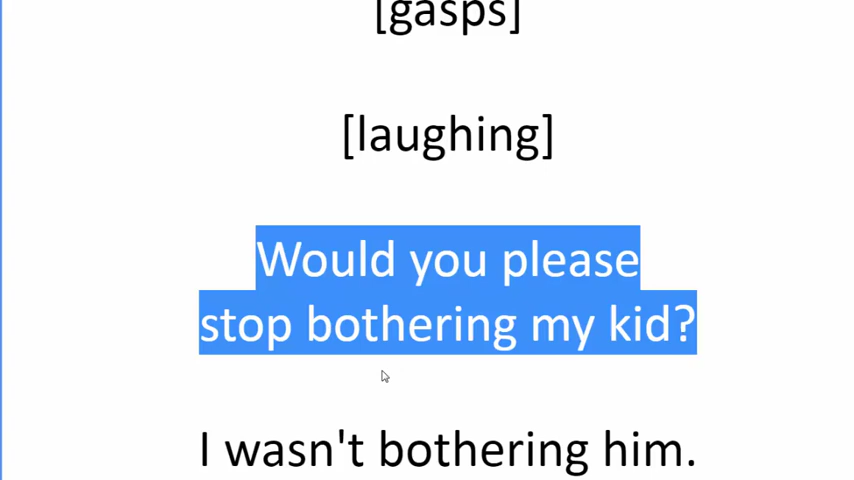 [gasps]
[laughing]
Would you please
stop bothering my kid?
I wasn't bothering him.